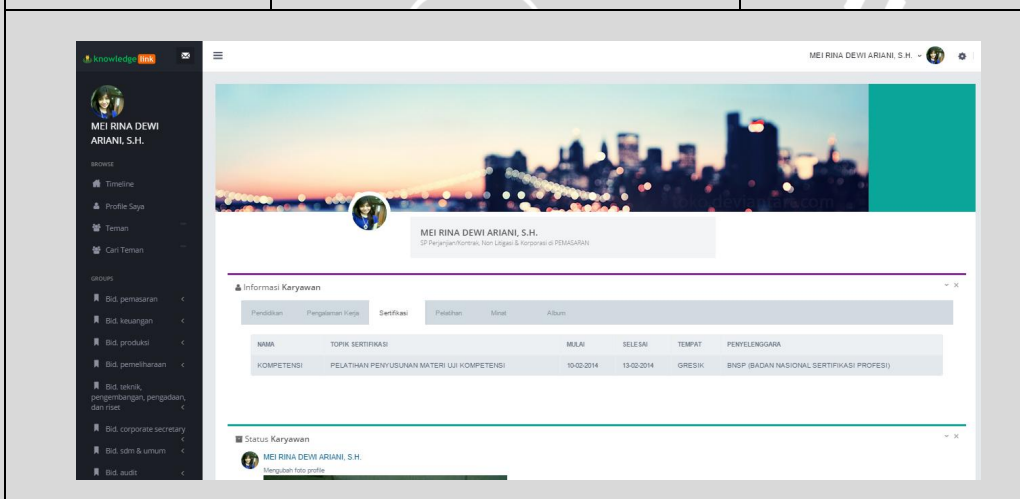 knowledge link
MEI RINA DEWI ARIANI, S.H.
MEI RINA DEWI
ARIANI, S.H.
BROWSE
Timeline
Profile Saya
Teman
Cari Teman
GROUPS
Bid. pemasaran
Bid. keuangan
Bid. produksi
Bid. pemeliharaan
Bid. teknik,
pengembangan, pengadaan,
dan riset
Bid. corporate secretary
Bid. sdm & umum
Bid. audit
MEI RINA DEWI ARIANI, S.H.
SP Perjanjian/Kontrak, Non Litigasi & Korporasi di PEMASARAN
Informasi Karyawan
Pendidikan Pengalaman Kerja Sertifikasi Pelatihan Minat Album
NAMA TOPIK SERTIFIKASI MULAI SELESAI TEMPAT PENYELENGGARA
KOMPETENSI PELATIHAN PENYUSUNAN MATERI UJI KOMPETENSI 10-02-2014 13-02-2014 GRESIK BNSP (BADAN NASIONAL SERTIFIKASI PROFESI)
Status Karyawan
MEI RINA DEWI ARIANI, S.H.
Mengubah foto profile